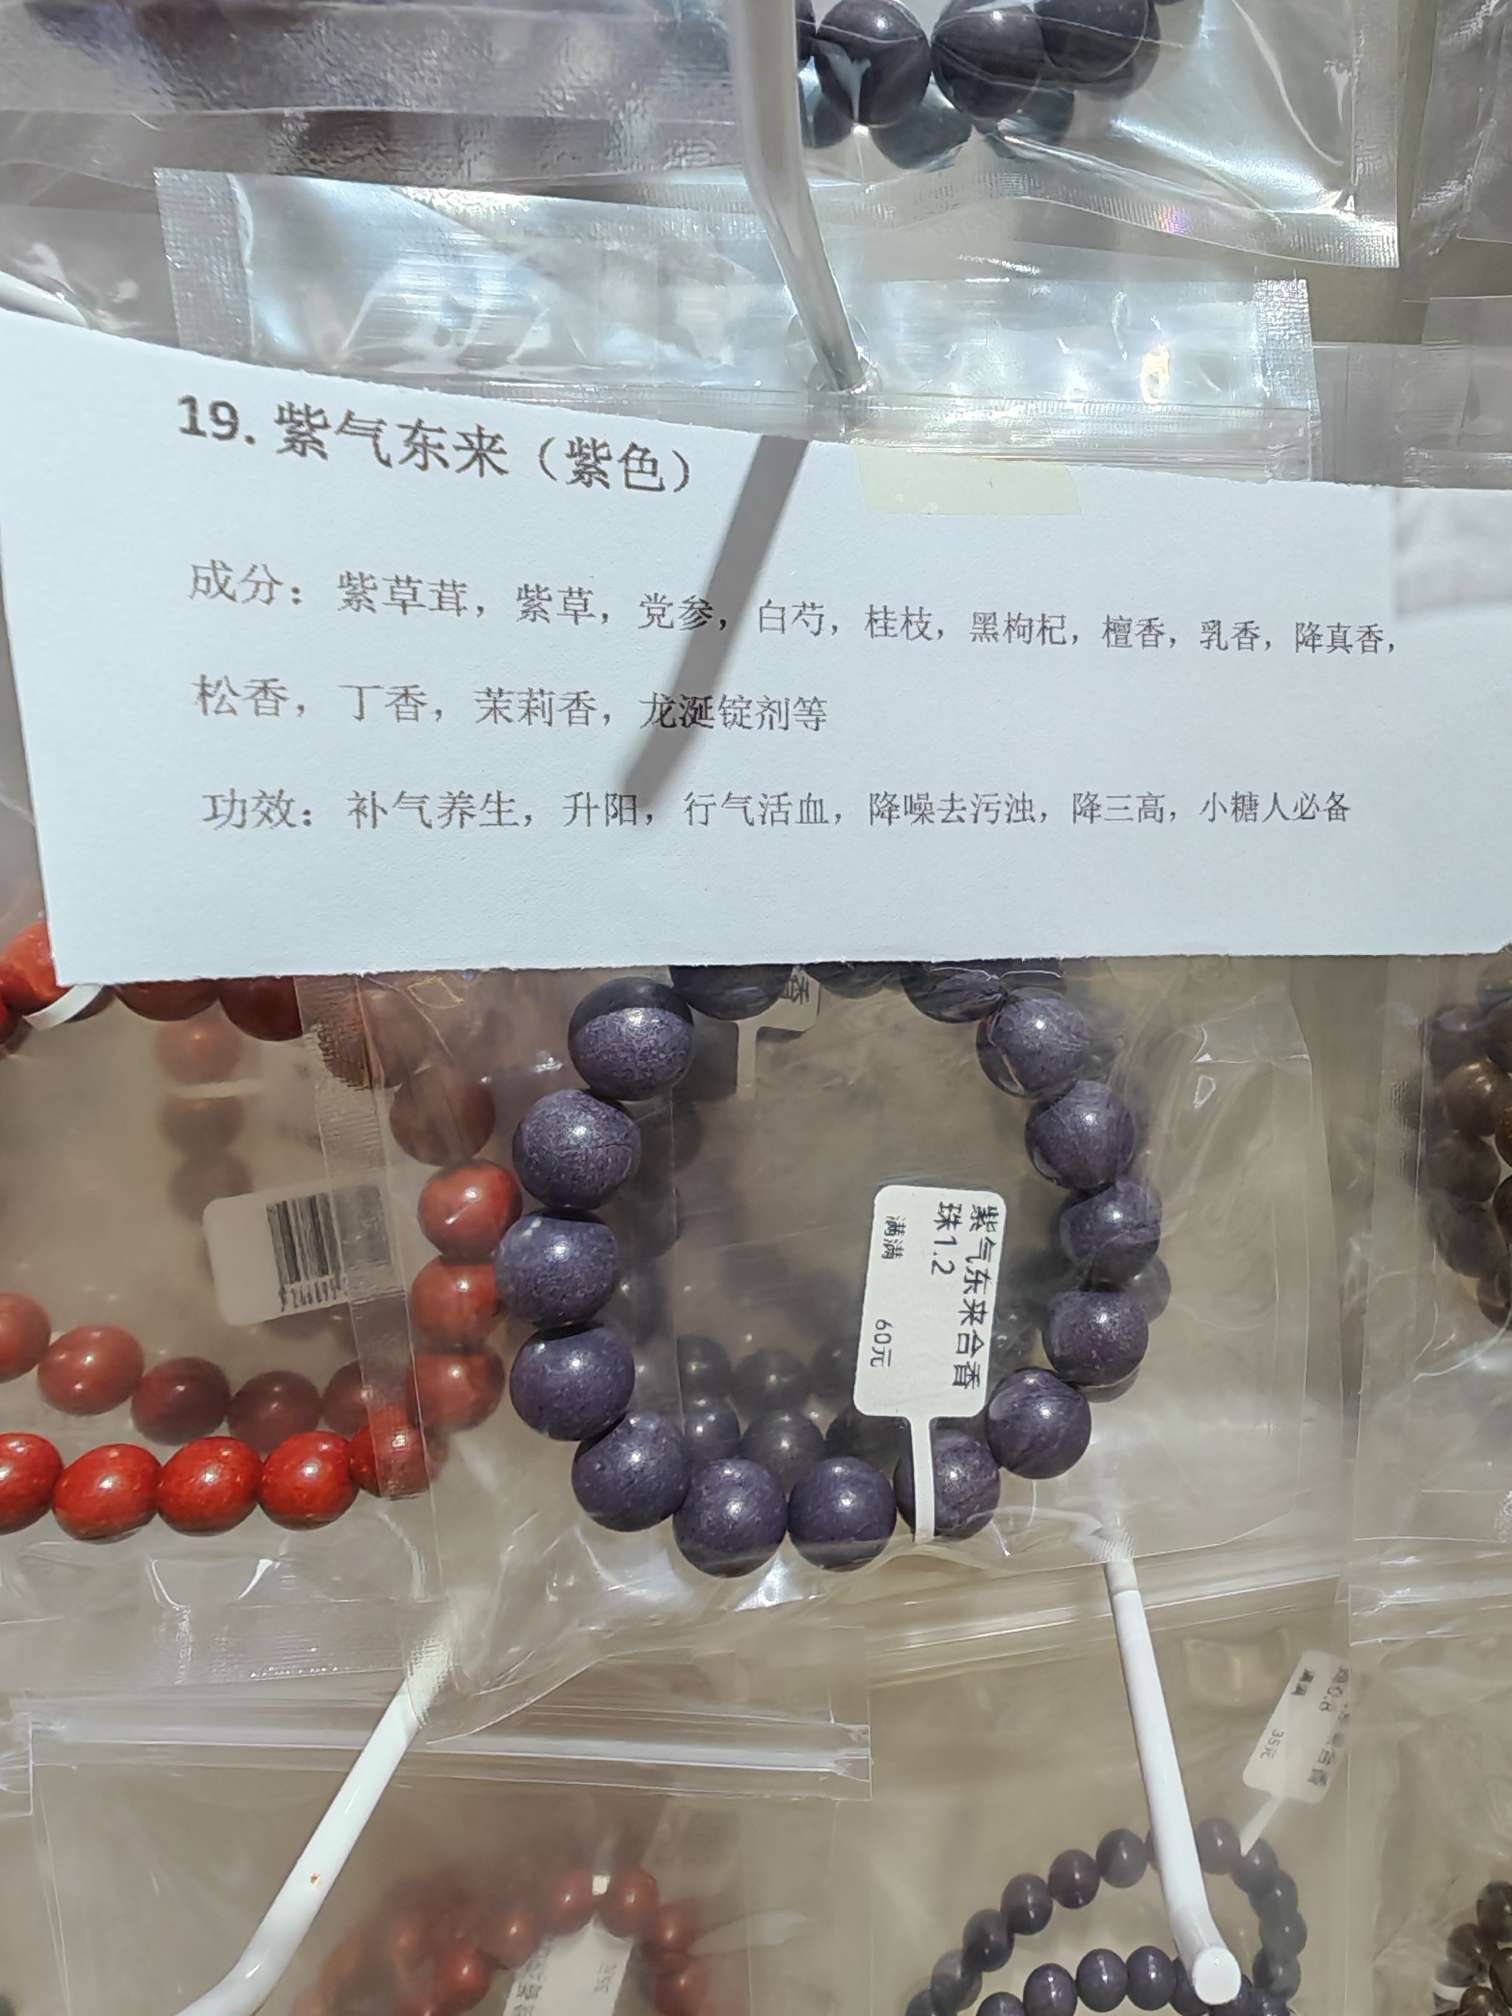 19. 紫气东来（紫色）
成分：紫草茸，紫草，党参，白芍，桂枝，黑枸杞，檀香，乳香，降真香，
松香，丁香，茉莉香，龙涎锭剂等
功效：补气养生，升阳，行气活血，降噪去污浊，降三高，小糖人必备
香
紫气东来合香
珠1.2
满满
60元
35元